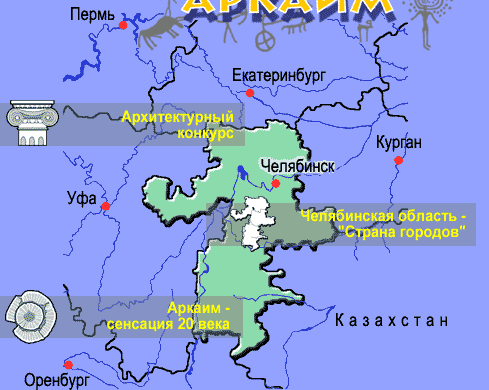 АРКАИМ
Пермь
Екатеринбург
Архитектурный
конкурс
Курган
Челябинск
Уфа
Челябинская область -
"Страна городов"
Аркаим -
сенсация 20 века
Казахстан
Оренбург